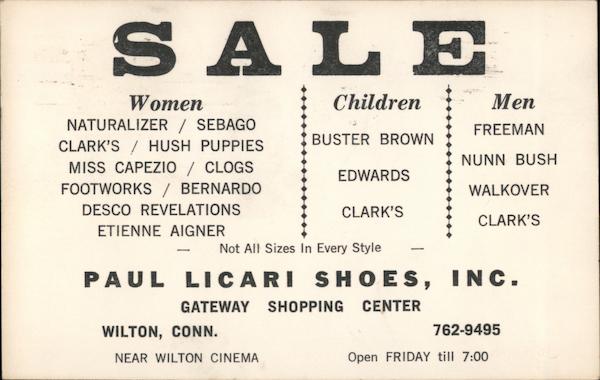 SALE
Women
NATURALIZER / SEBAGO
CLARK'S / HUSH PUPPIES
MISS CAPEZIO / CLOGS
FOOTWORKS / BERNARDO
DESCO REVELATIONS
ETIENNE AIGNER
Children
BUSTER BROWN
EDWARDS
CLARK'S
Men
FREEMAN
NUNN BUSH
WALKOVER
CLARK'S
— Not All Sizes In Every Style —
PAUL LICARI SHOES, INC.
GATEWAY SHOPPING CENTER
WILTON, CONN. 762-9495
NEAR WILTON CINEMA Open FRIDAY till 7:00